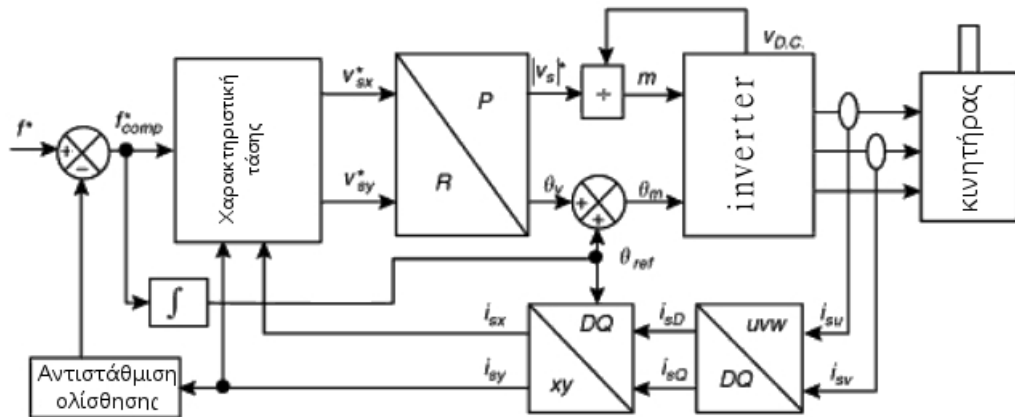 f*
f*comp
Χαρακτηριστική
τάσης
v*sx
v*sy
P
R
|vs|*
÷
m
vD.C.
θv
θm
θref
inverter
κινητήρας
∫
isx
isy
DQ
xy
isD
isQ
uvw
DQ
isu
isv
Αντιστάθμιση
ολίσθησης
+
−
+
+